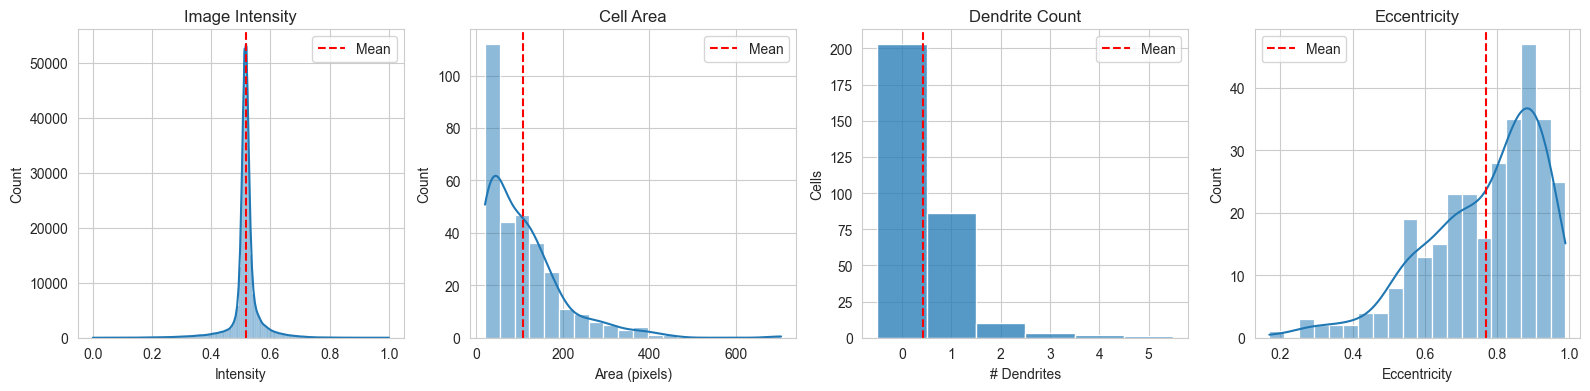 Image Intensity
Mean
50000
40000
30000
20000
10000
0
Count
0.0 0.2 0.4 0.6 0.8 1.0
Intensity
Cell Area
Mean
100
80
60
40
20
0
Count
0 200 400 600
Area (pixels)
Dendrite Count
Mean
200
175
150
125
100
75
50
25
0
Cells
0 1 2 3 4 5
# Dendrites
Eccentricity
Mean
40
30
20
10
0
Count
0.2 0.4 0.6 0.8 1.0
Eccentricity